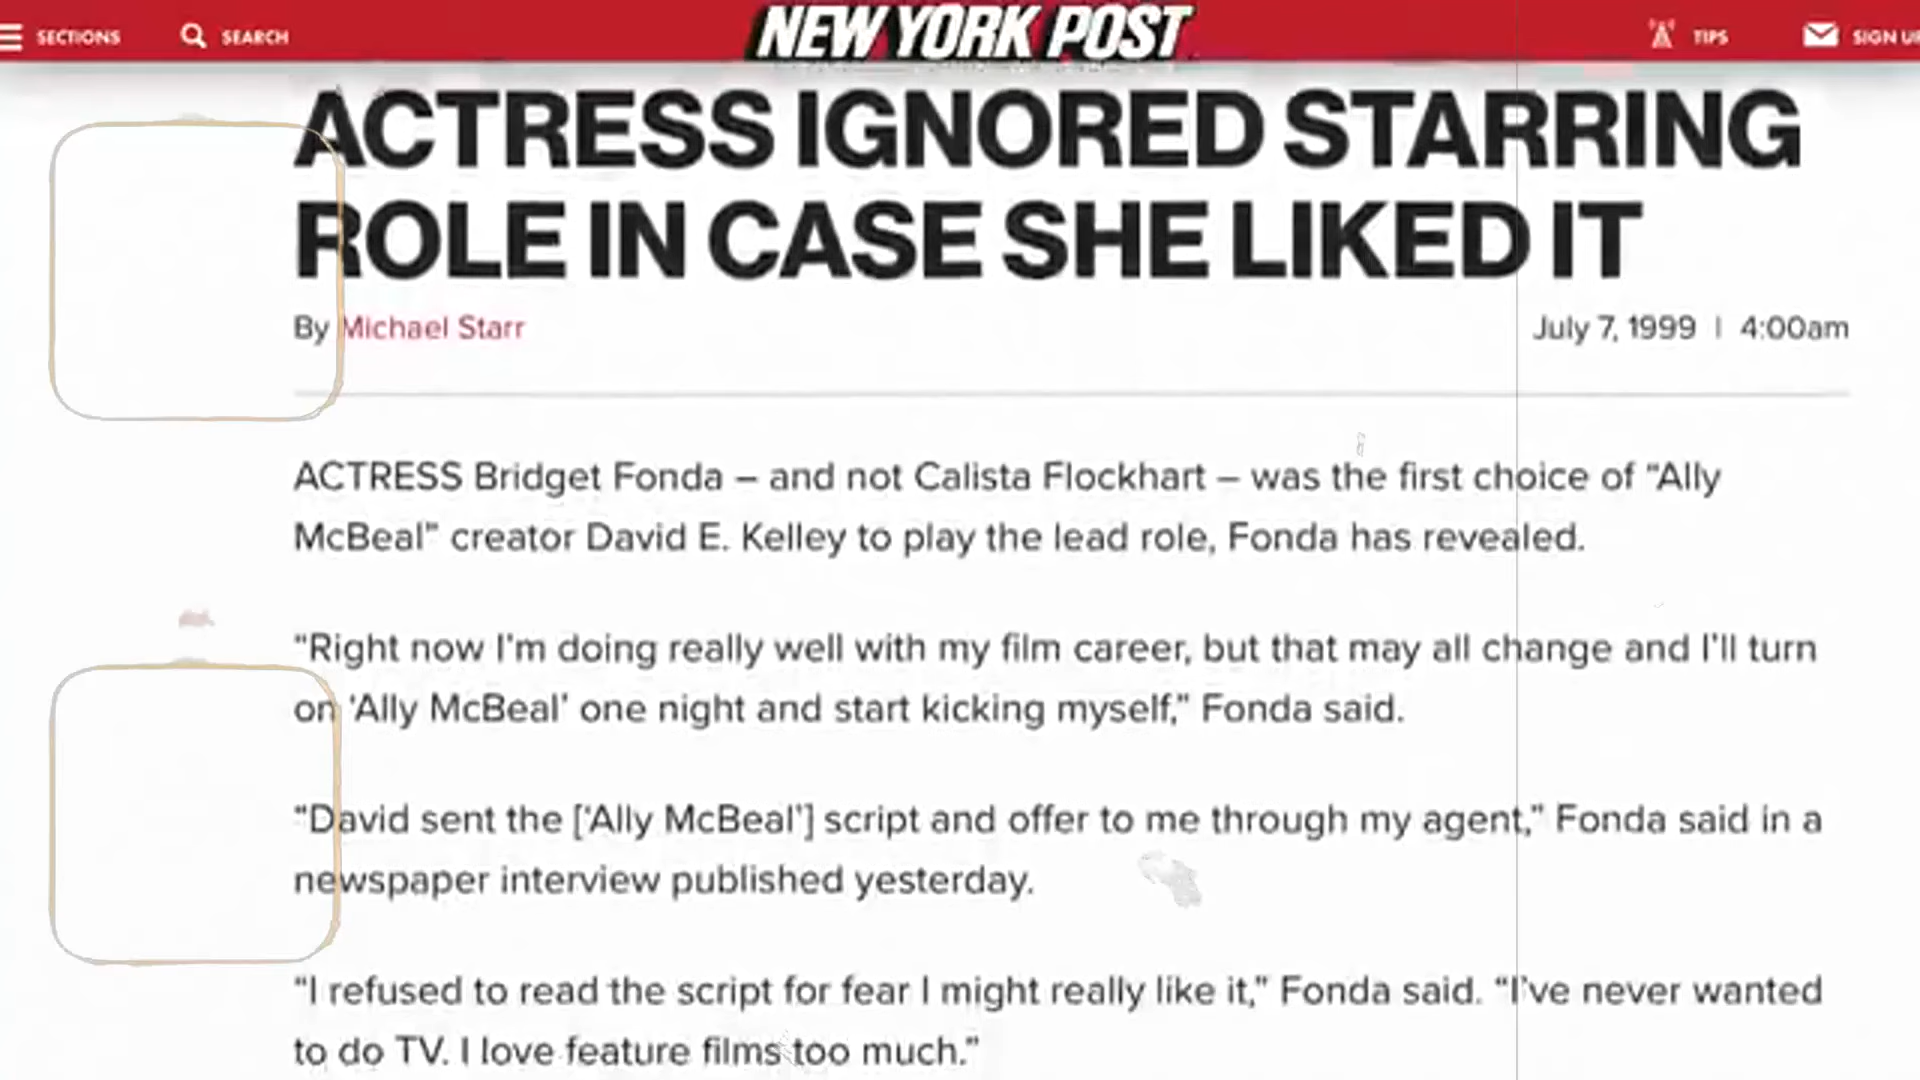 SECTIONS SEARCH NEW YORK POST TIPS SIGN UP
ACTRESS IGNORED STARRING
ROLE IN CASE SHE LIKED IT
By Michael Starr July 7, 1999 | 4:00am
ACTRESS Bridget Fonda – and not Calista Flockhart – was the first choice of “Ally
McBeal” creator David E. Kelley to play the lead role, Fonda has revealed.
“Right now I’m doing really well with my film career, but that may all change and I’ll turn
on ‘Ally McBeal’ one night and start kicking myself,” Fonda said.
“David sent the [‘Ally McBeal’] script and offer to me through my agent,” Fonda said in a
newspaper interview published yesterday.
“I refused to read the script for fear I might really like it,” Fonda said. “I’ve never wanted
to do TV. I love feature films too much.”